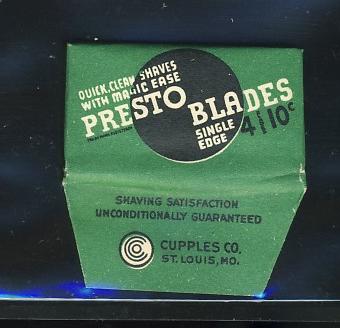 QUICK, CLEAN SHAVES
WITH MAGIC EASE
PRESTO BLADES
SINGLE
EDGE
4 FOR 10¢
SHAVING SATISFACTION
UNCONDITIONALLY GUARANTEED
CUPPLES CO.
ST. LOUIS, MO.